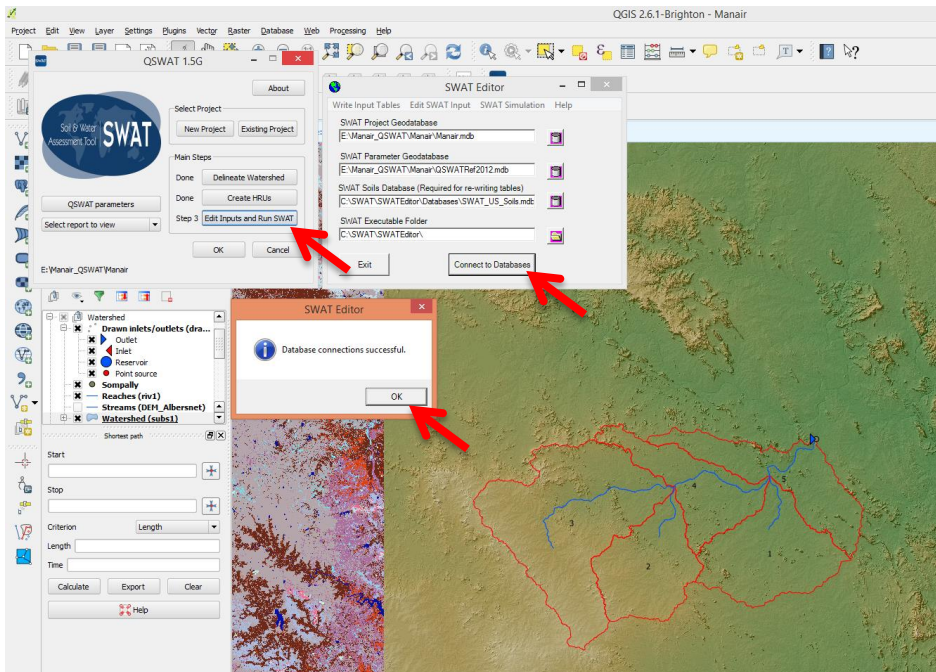 QGIS 2.6.1-Brighton - Manair
Project Edit View Layer Settings Plugins Vector Raster Database Web Processing Help
QSWAT 1.5G
About
Soil & Water
Assessment Tool
SWAT
Select Project
New Project Existing Project
Main Steps
Done Delineate Watershed
Done Create HRUs
Step 3 Edit Inputs and Run SWAT
QSWAT parameters
Select report to view
OK Cancel
E:\Manair_QSWAT\Manair
SWAT Editor
Write Input Tables Edit SWAT Input SWAT Simulation Help
SWAT Project Geodatabase
E:\Manair_QSWAT\Manair\Manair.mdb
SWAT Parameter Geodatabase
E:\Manair_QSWAT\Manair\QSWATRef2012.mdb
SWAT Soils Database (Required for re-writing tables)
C:\SWAT\SWATEditor\Databases\SWAT_US_Soils.mdb
SWAT Executable Folder
C:\SWAT\SWATEditor\
Exit Connect to Databases
SWAT Editor
Database connections successful.
OK
Watershed
Drawn inlets/outlets (dra...
Outlet
Inlet
Reservoir
Point source
Sompally
Reaches (riv1)
Streams (DEM_Albersnet)
Watershed (subs1)
Shortest path
Start
Stop
Criterion Length
Length
Time
Calculate Export Clear
Help
3
4
5
2
1